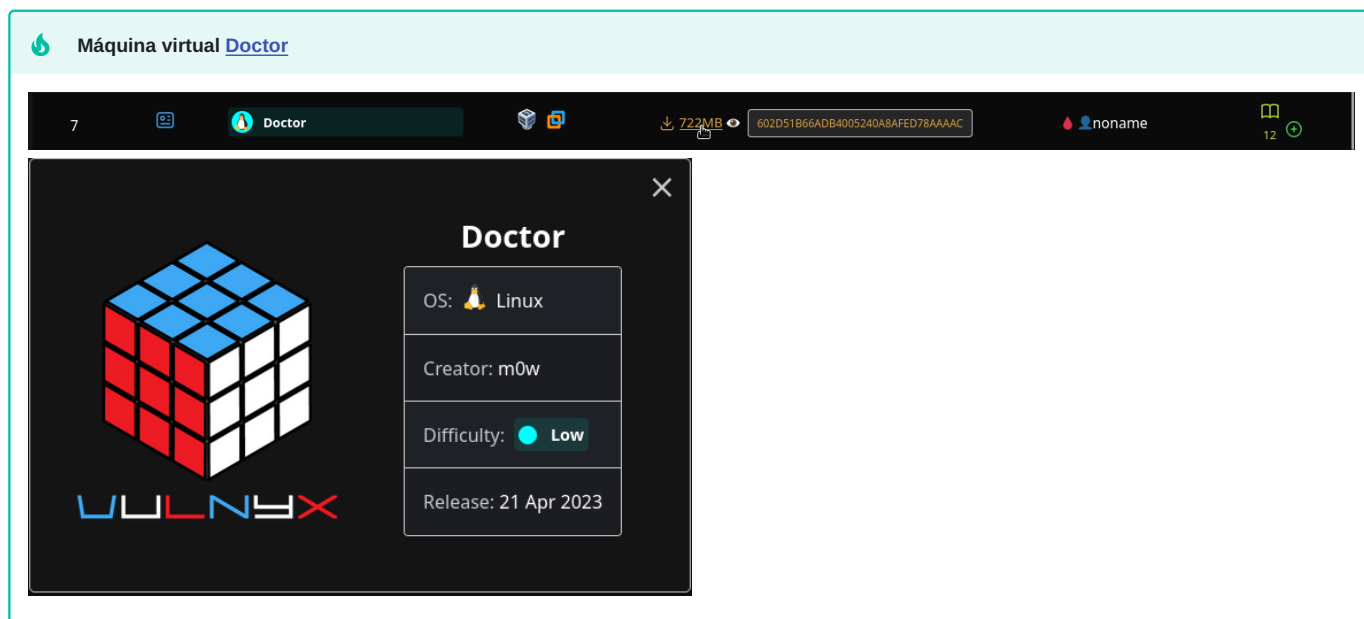 Máquina virtual Doctor
7 Doctor 722MB 602D51B66ADB4005240A8AFED78AAAAC noname 12
Doctor
OS: Linux
Creator: m0w
Difficulty: Low
Release: 21 Apr 2023
VULNYX